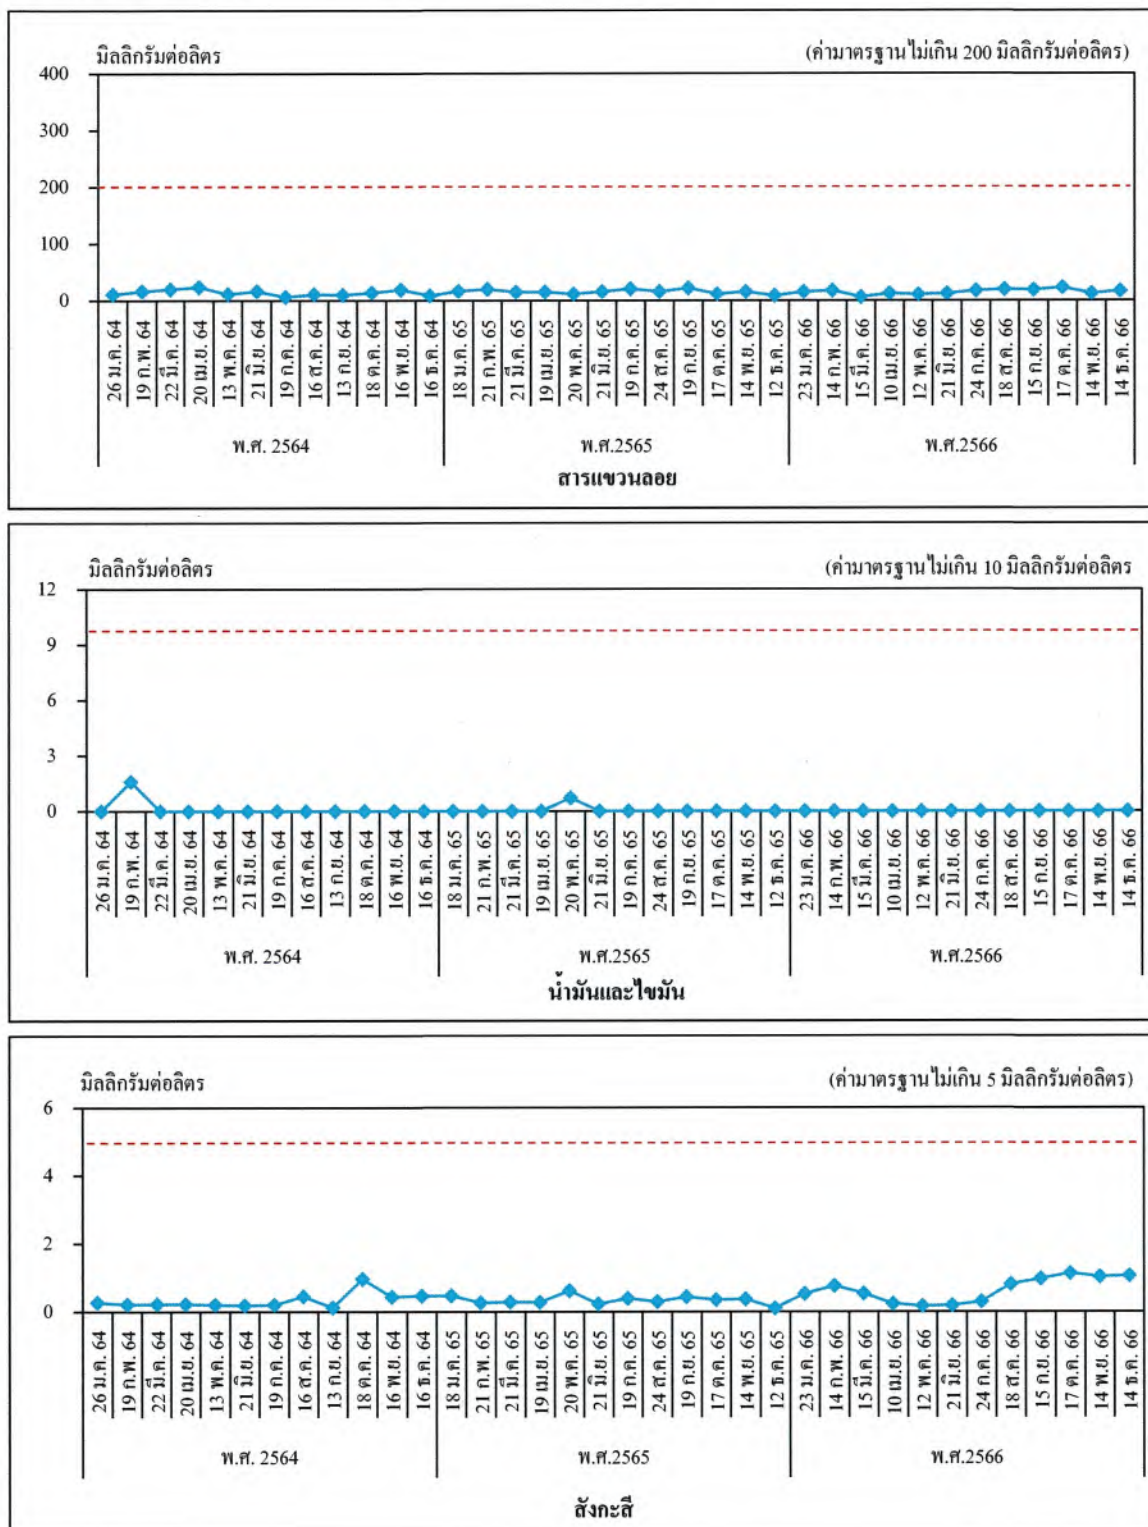 มิลลิกรัมต่อลิตร (ค่ามาตรฐานไม่เกิน 200 มิลลิกรัมต่อลิตร)
400
300
200
100
0
26 ม.ค. 64 19 ก.พ. 64 22 มี.ค. 64 20 เม.ย. 64 13 พ.ค. 64 21 มิ.ย. 64 19 ก.ค. 64 16 ส.ค. 64 13 ก.ย. 64 18 ต.ค. 64 16 พ.ย. 64 16 ธ.ค. 64 18 ม.ค. 65 21 ก.พ. 65 21 มี.ค. 65 19 เม.ย. 65 20 พ.ค. 65 21 มิ.ย. 65 19 ก.ค. 65 24 ส.ค. 65 19 ก.ย. 65 17 ต.ค. 65 14 พ.ย. 65 12 ธ.ค. 65 23 ม.ค. 66 14 ก.พ. 66 15 มี.ค. 66 10 เม.ย. 66 12 พ.ค. 66 21 มิ.ย. 66 24 ก.ค. 66 18 ส.ค. 66 15 ก.ย. 66 17 ต.ค. 66 14 พ.ย. 66 14 ธ.ค. 66
พ.ศ. 2564 พ.ศ.2565 พ.ศ.2566
สารแขวนลอย
มิลลิกรัมต่อลิตร (ค่ามาตรฐานไม่เกิน 10 มิลลิกรัมต่อลิตร
12
9
6
3
0
26 ม.ค. 64 19 ก.พ. 64 22 มี.ค. 64 20 เม.ย. 64 13 พ.ค. 64 21 มิ.ย. 64 19 ก.ค. 64 16 ส.ค. 64 13 ก.ย. 64 18 ต.ค. 64 16 พ.ย. 64 16 ธ.ค. 64 18 ม.ค. 65 21 ก.พ. 65 21 มี.ค. 65 19 เม.ย. 65 20 พ.ค. 65 21 มิ.ย. 65 19 ก.ค. 65 24 ส.ค. 65 19 ก.ย. 65 17 ต.ค. 65 14 พ.ย. 65 12 ธ.ค. 65 23 ม.ค. 66 14 ก.พ. 66 15 มี.ค. 66 10 เม.ย. 66 12 พ.ค. 66 21 มิ.ย. 66 24 ก.ค. 66 18 ส.ค. 66 15 ก.ย. 66 17 ต.ค. 66 14 พ.ย. 66 14 ธ.ค. 66
พ.ศ. 2564 พ.ศ.2565 พ.ศ.2566
น้ำมันและไขมัน
มิลลิกรัมต่อลิตร (ค่ามาตรฐานไม่เกิน 5 มิลลิกรัมต่อลิตร)
6
4
2
0
26 ม.ค. 64 19 ก.พ. 64 22 มี.ค. 64 20 เม.ย. 64 13 พ.ค. 64 21 มิ.ย. 64 19 ก.ค. 64 16 ส.ค. 64 13 ก.ย. 64 18 ต.ค. 64 16 พ.ย. 64 16 ธ.ค. 64 18 ม.ค. 65 21 ก.พ. 65 21 มี.ค. 65 19 เม.ย. 65 20 พ.ค. 65 21 มิ.ย. 65 19 ก.ค. 65 24 ส.ค. 65 19 ก.ย. 65 17 ต.ค. 65 14 พ.ย. 65 12 ธ.ค. 65 23 ม.ค. 66 14 ก.พ. 66 15 มี.ค. 66 10 เม.ย. 66 12 พ.ค. 66 21 มิ.ย. 66 24 ก.ค. 66 18 ส.ค. 66 15 ก.ย. 66 17 ต.ค. 66 14 พ.ย. 66 14 ธ.ค. 66
พ.ศ. 2564 พ.ศ.2565 พ.ศ.2566
สังกะสี